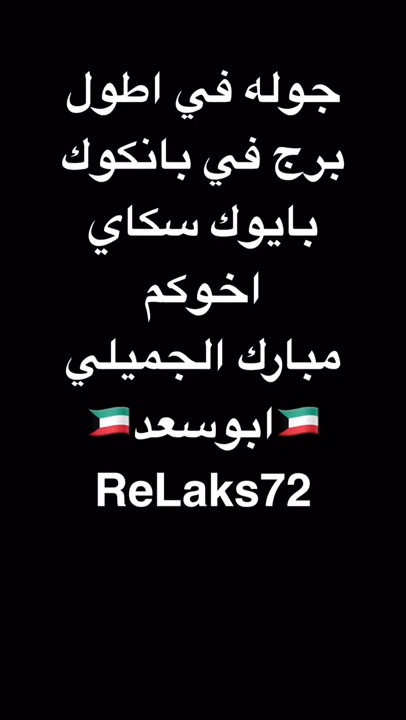 جوله في اطول
برج في بانكوك
بايوك سكاي
اخوكم
مبارك الجميلي
🇰🇼ابوسعد🇰🇼
ReLaks72